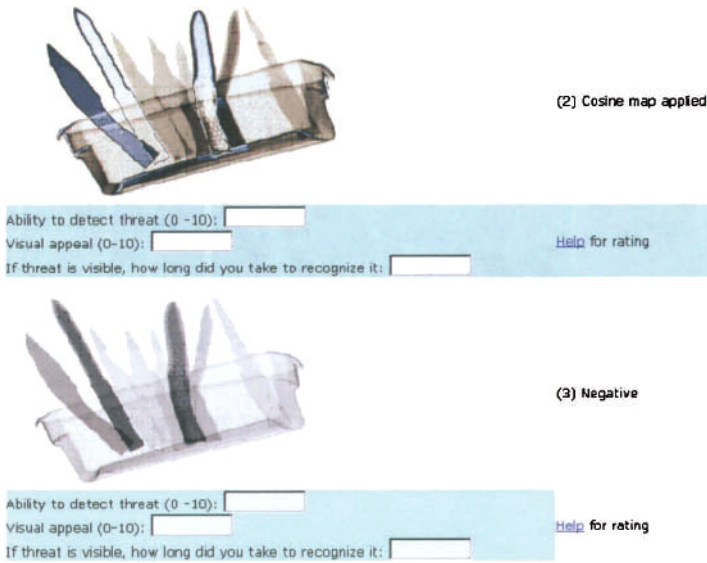 (2) Cosine map applied
Ability to detect threat (0 -10):
Visual appeal (0-10):
Help for rating
If threat is visible, how long did you take to recognize it:
(3) Negative
Ability to detect threat (0 -10):
Visual appeal (0-10):
Help for rating
If threat is visible, how long did you take to recognize it: